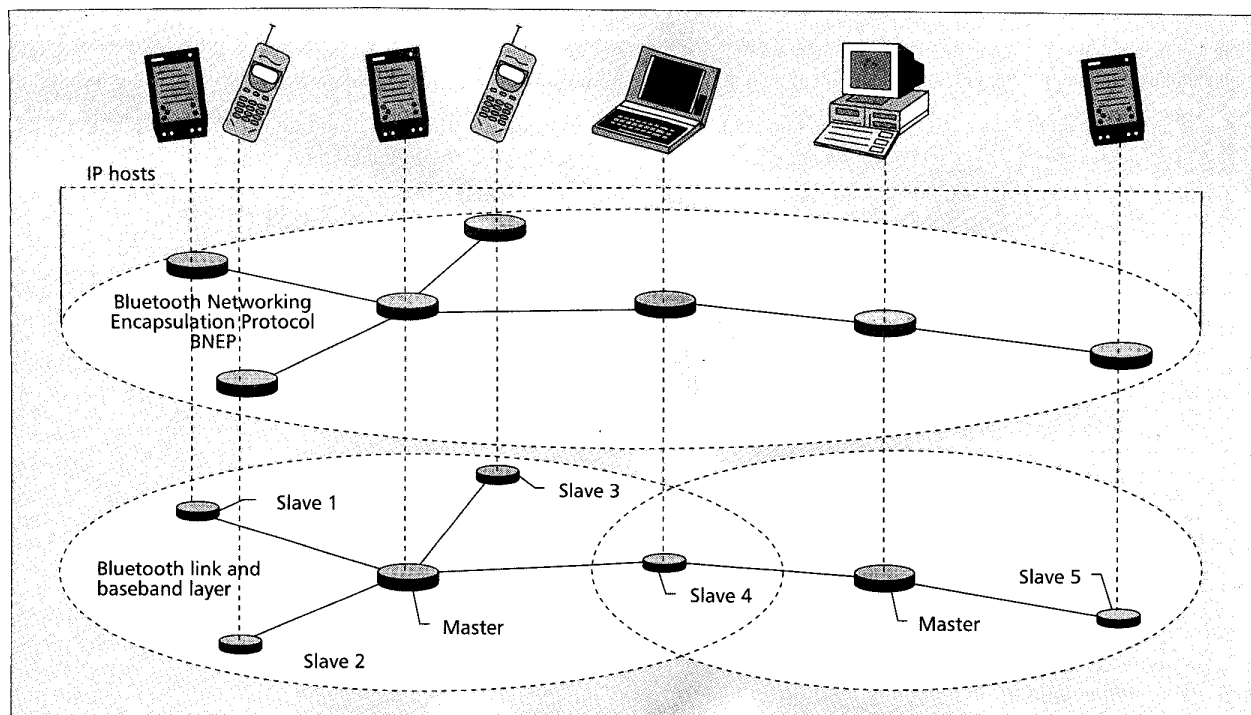 IP hosts
Bluetooth Networking
Encapsulation Protocol
BNEP
Slave 1
Slave 3
Bluetooth link and
baseband layer
Slave 4
Slave 5
Master
Master
Slave 2